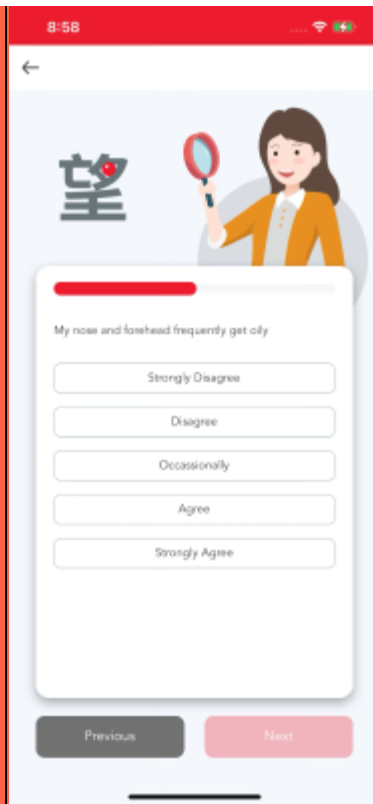 8:58
望
My nose and forehead frequently get oily
Strongly Disagree
Disagree
Occassionally
Agree
Strongly Agree
Previous
Next